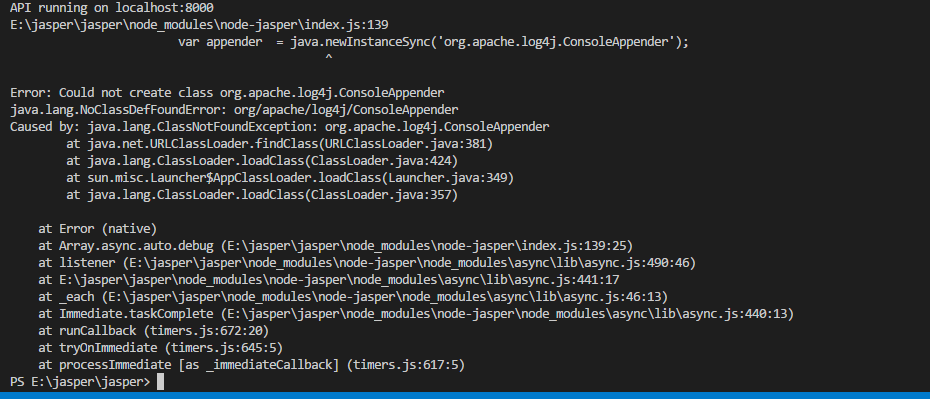 API running on localhost:8000
E:\jasper\jasper\node_modules\node-jasper\index.js:139
var appender  = java.newInstanceSync('org.apache.log4j.ConsoleAppender');
^
Error: Could not create class org.apache.log4j.ConsoleAppender
java.lang.NoClassDefFoundError: org/apache/log4j/ConsoleAppender
Caused by: java.lang.ClassNotFoundException: org.apache.log4j.ConsoleAppender
at java.net.URLClassLoader.findClass(URLClassLoader.java:381)
at java.lang.ClassLoader.loadClass(ClassLoader.java:424)
at sun.misc.Launcher$AppClassLoader.loadClass(Launcher.java:349)
at java.lang.ClassLoader.loadClass(ClassLoader.java:357)
at Error (native)
at Array.async.auto.debug (E:\jasper\jasper\node_modules\node-jasper\index.js:139:25)
at listener (E:\jasper\jasper\node_modules\node-jasper\node_modules\async\lib\async.js:490:46)
at E:\jasper\jasper\node_modules\node-jasper\node_modules\async\lib\async.js:441:17
at _each (E:\jasper\jasper\node_modules\node-jasper\node_modules\async\lib\async.js:46:13)
at Immediate.taskComplete (E:\jasper\jasper\node_modules\node-jasper\node_modules\async\lib\async.js:440:13)
at runCallback (timers.js:672:20)
at tryOnImmediate (timers.js:645:5)
at processImmediate [as _immediateCallback] (timers.js:617:5)
PS E:\jasper\jasper>